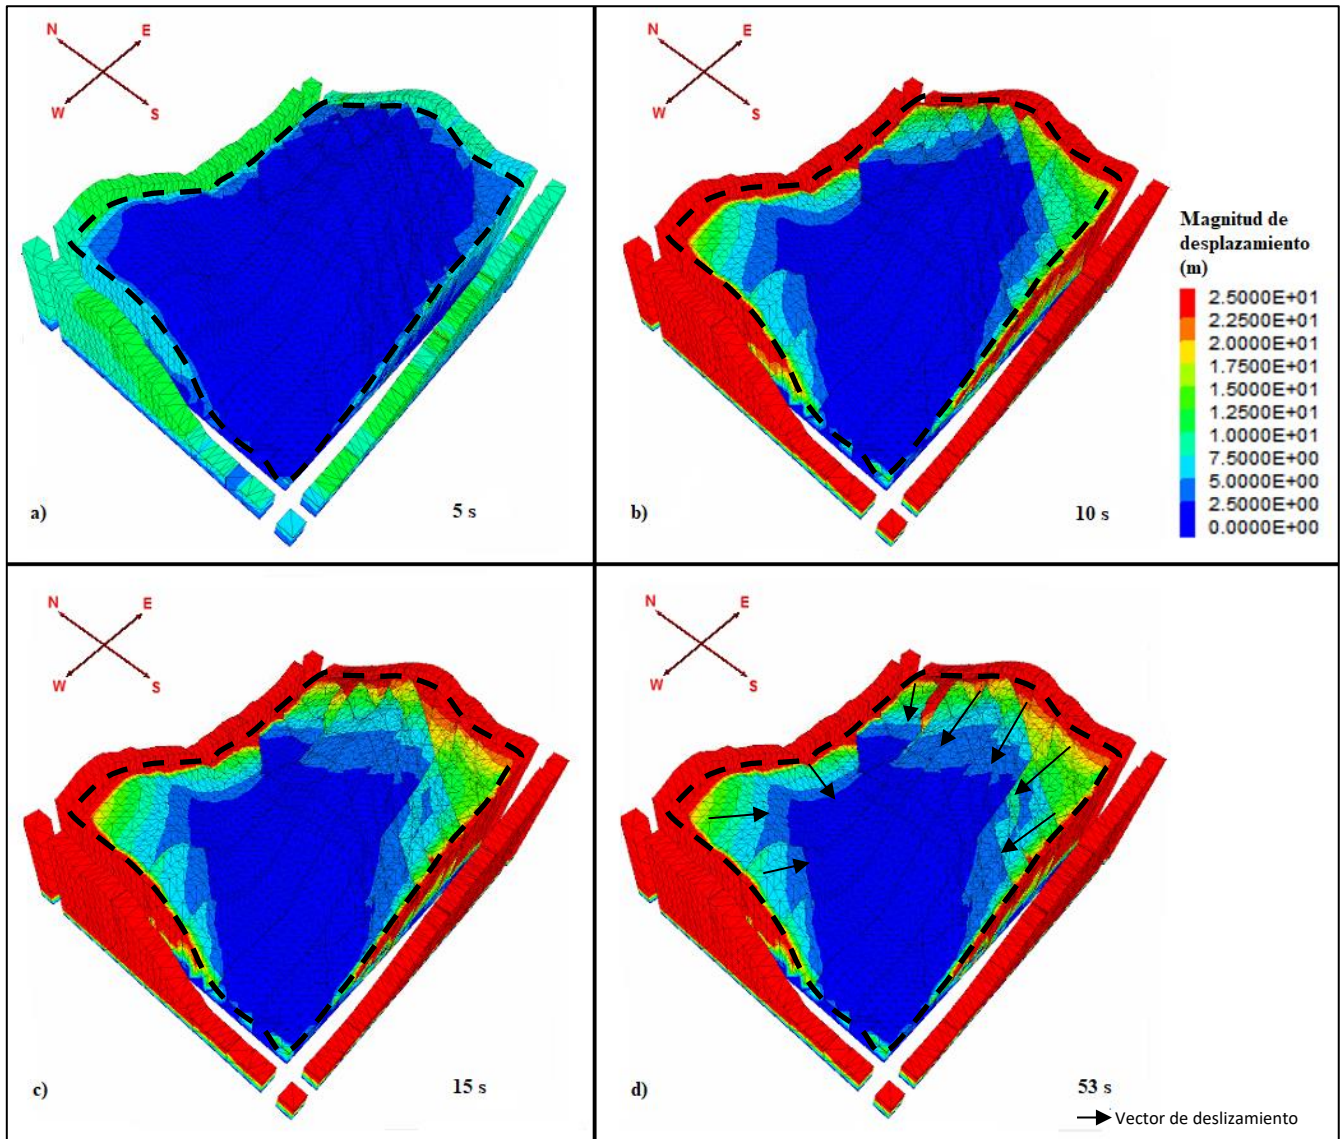 N
E
W
S
a)
5 s
N
E
W
S
b)
10 s
Magnitud de
desplazamiento
(m)
2.5000E+01
2.2500E+01
2.0000E+01
1.7500E+01
1.5000E+01
1.2500E+01
1.0000E+01
7.5000E+00
5.0000E+00
2.5000E+00
0.0000E+00
N
E
W
S
c)
15 s
N
E
W
S
d)
53 s
Vector de deslizamiento